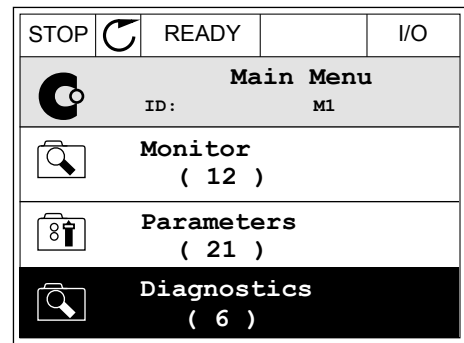 STOP READY I/O
Main Menu
ID: M1
Monitor
( 12 )
Parameters
( 21 )
Diagnostics
( 6 )